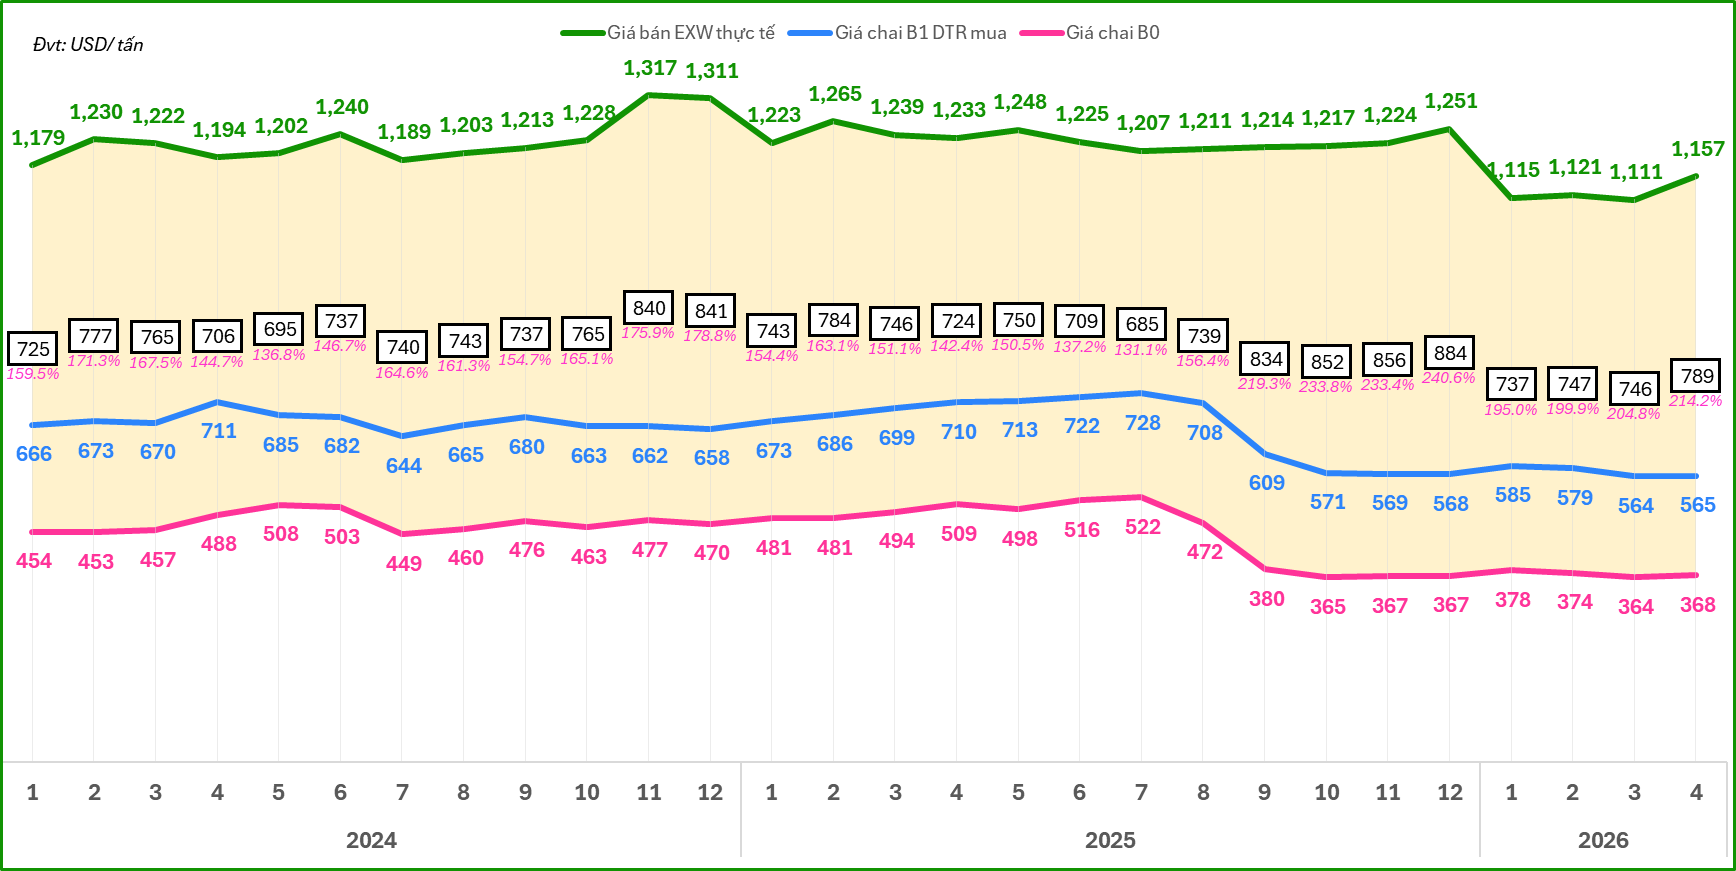 Đvt: USD/ tấn
Giá bán EXW thực tế Giá chai B1 DTR mua Giá chai B0
1,179 1,230 1,222 1,194 1,202 1,240 1,189 1,203 1,213 1,228 1,317 1,311 1,223 1,265 1,239 1,233 1,248 1,225 1,207 1,211 1,214 1,217 1,224 1,251 1,115 1,121 1,111 1,157
725 777 765 706 695 737 740 743 737 765 840 841 743 784 746 724 750 709 685 739 834 852 856 884 737 747 746 789
159.5% 171.3% 167.5% 144.7% 136.8% 146.7% 164.6% 161.3% 154.7% 165.1% 175.9% 178.8% 154.4% 163.1% 151.1% 142.4% 150.5% 137.2% 131.1% 156.4% 219.3% 233.8% 233.4% 240.6% 195.0% 199.9% 204.8% 214.2%
666 673 670 711 685 682 644 665 680 663 662 658 673 686 699 710 713 722 728 708 609 571 569 568 585 579 564 565
454 453 457 488 508 503 449 460 476 463 477 470 481 481 494 509 498 516 522 472 380 365 367 367 378 374 364 368
1 2 3 4 5 6 7 8 9 10 11 12 1 2 3 4 5 6 7 8 9 10 11 12 1 2 3 4
2024 2025 2026